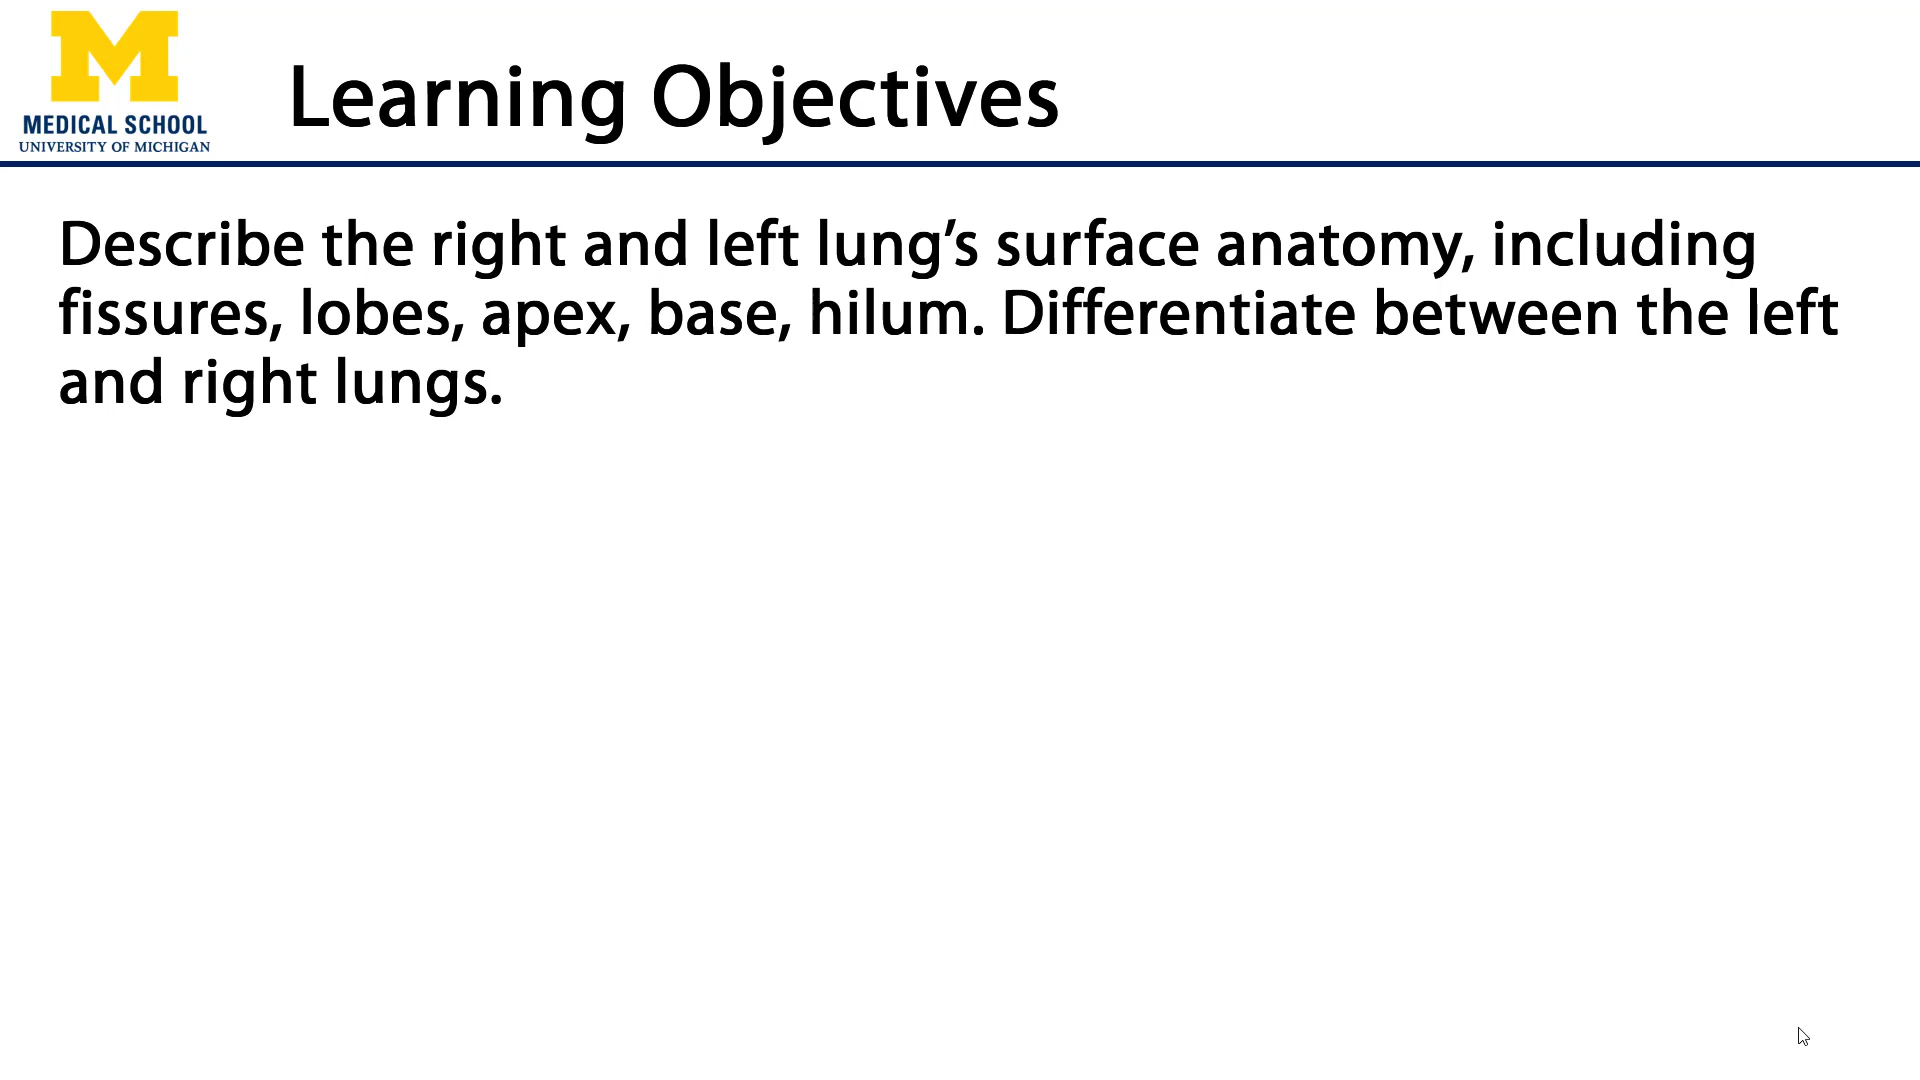 M
MEDICAL SCHOOL
UNIVERSITY OF MICHIGAN
Learning Objectives
Describe the right and left lung’s surface anatomy, including
fissures, lobes, apex, base, hilum. Differentiate between the left
and right lungs.